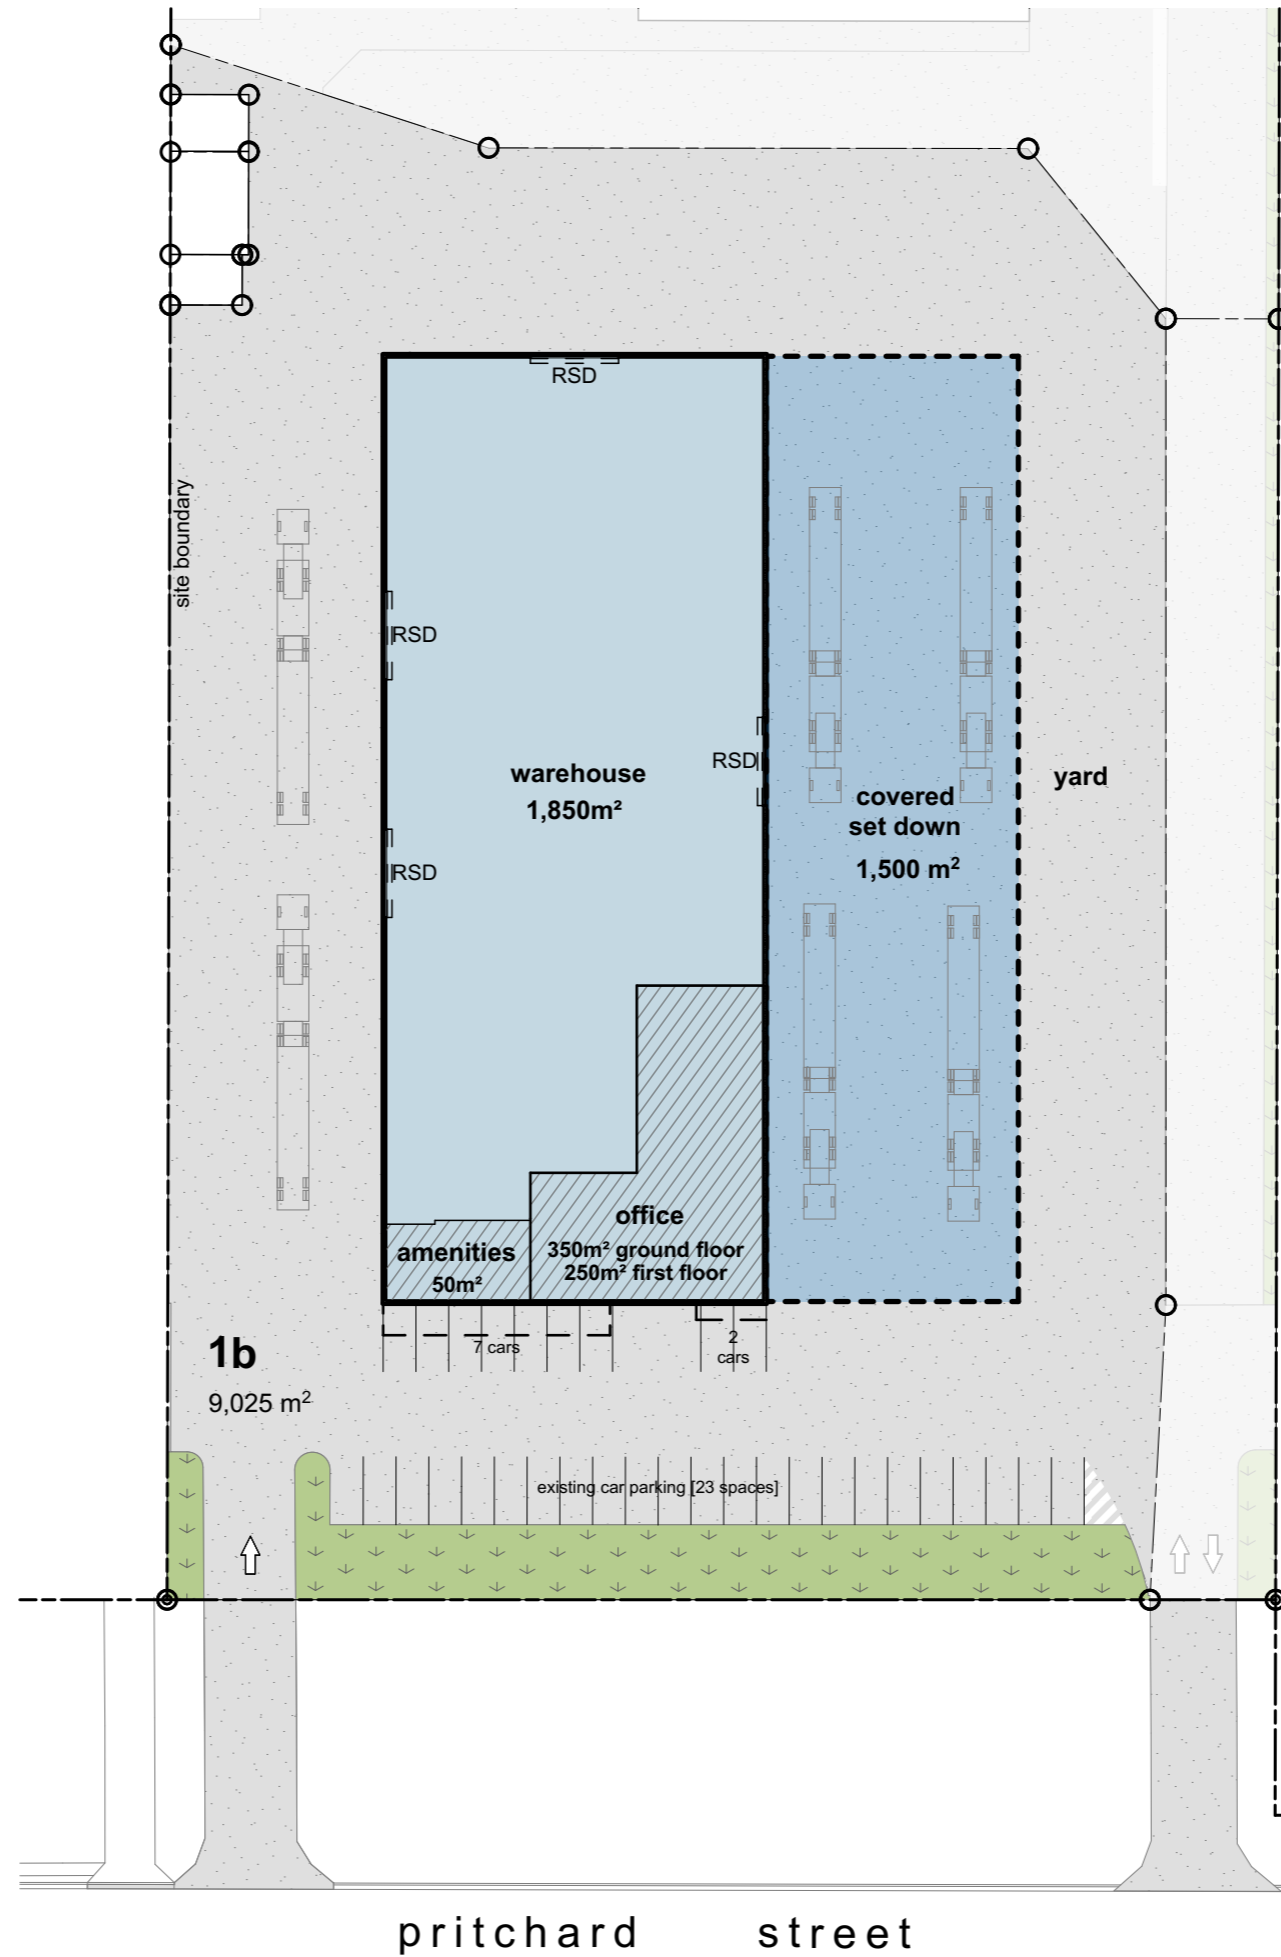 RSD
site boundary
RSD
warehouse
1,850m²
RSD
yard
covered
set down
1,500 m²
RSD
office
350m² ground floor
250m² first floor
amenities
50m²
7 cars
2
cars
1b
9,025 m²
existing car parking [23 spaces]
pritchard street